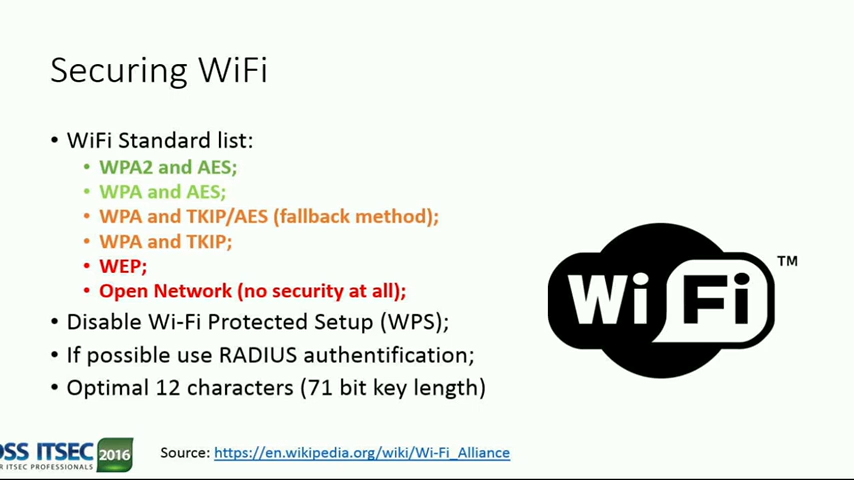 Securing WiFi
• WiFi Standard list:
• WPA2 and AES;
• WPA and AES;
• WPA and TKIP/AES (fallback method);
• WPA and TKIP;
• WEP;
• Open Network (no security at all);
• Disable Wi-Fi Protected Setup (WPS);
• If possible use RADIUS authentification;
• Optimal 12 characters (71 bit key length)
Wi Fi TM
OSS ITSEC 2016
R ITSEC PROFESSIONALS
Source: https://en.wikipedia.org/wiki/Wi-Fi_Alliance